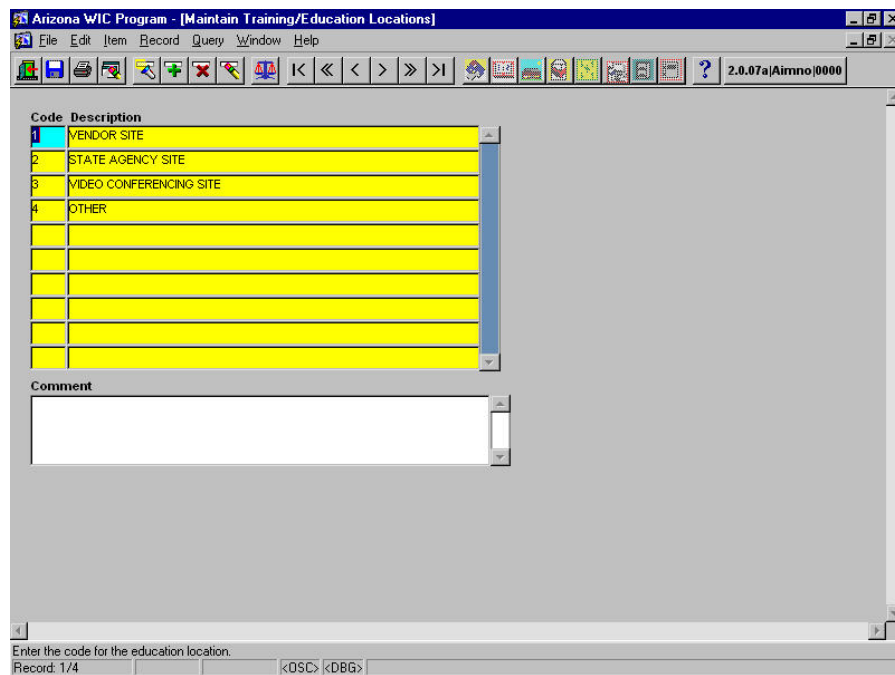 Arizona WIC Program - [Maintain Training/Education Locations]
File Edit Item Record Query Window Help
2.0.07a|Aimno|0000
Code Description
1 VENDOR SITE
2 STATE AGENCY SITE
3 VIDEO CONFERENCING SITE
4 OTHER
Comment
Enter the code for the education location.
Record: 1/4 <OSC> <DBG>